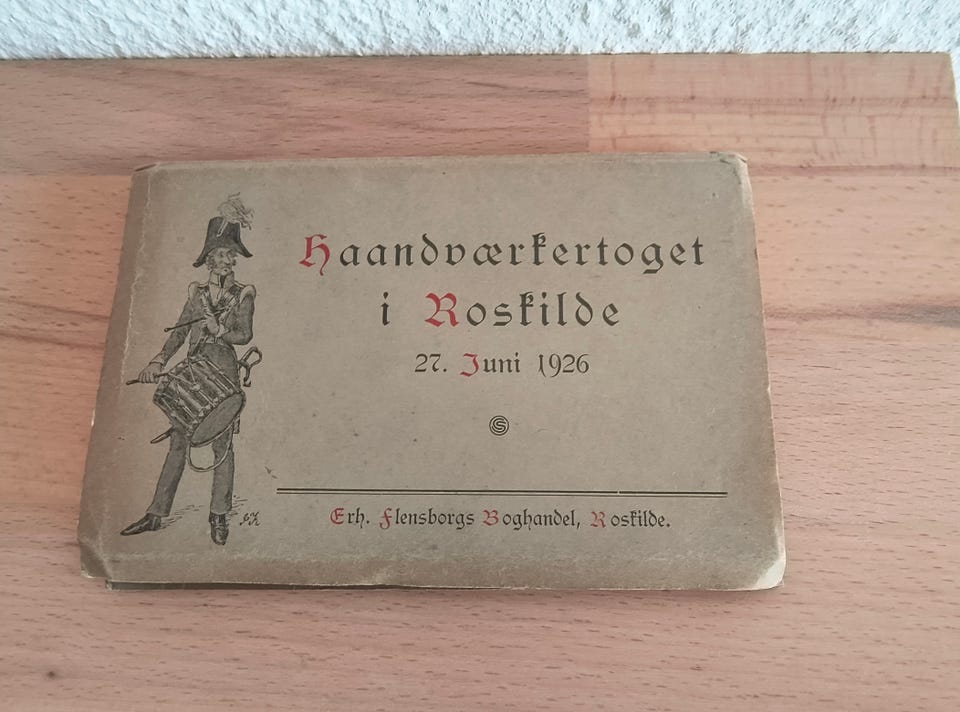 Haandværkertoget
i Roskilde
27. Juni 1926
Erh. Flensborgs Boghandel, Roskilde.